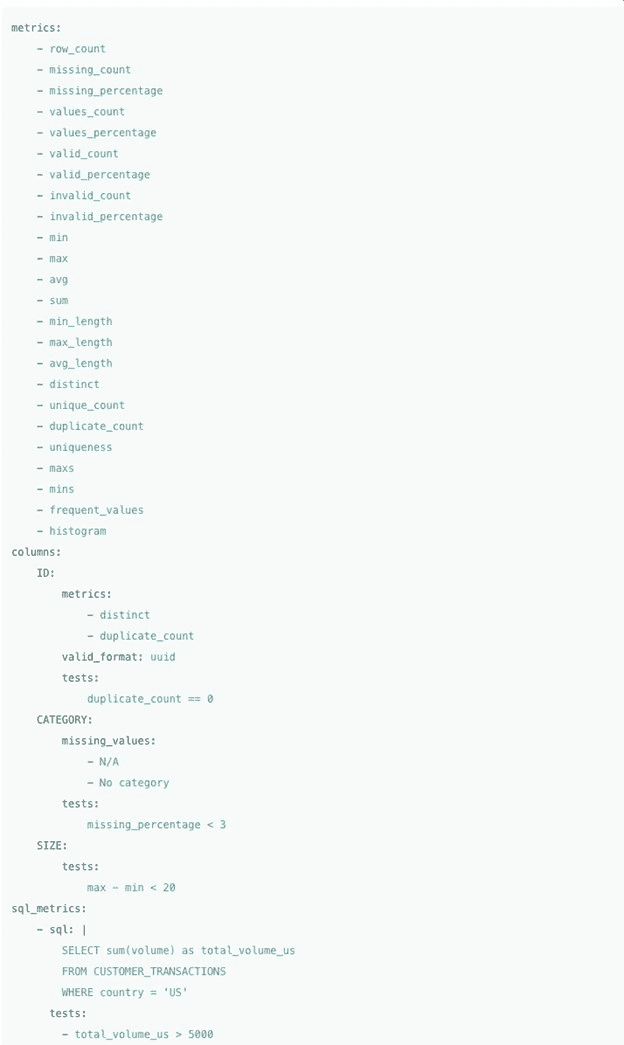 metrics:
    - row_count
    - missing_count
    - missing_percentage
    - values_count
    - values_percentage
    - valid_count
    - valid_percentage
    - invalid_count
    - invalid_percentage
    - min
    - max
    - avg
    - sum
    - min_length
    - max_length
    - avg_length
    - distinct
    - unique_count
    - duplicate_count
    - uniqueness
    - maxs
    - mins
    - frequent_values
    - histogram
columns:
    ID:
        metrics:
            - distinct
            - duplicate_count
        valid_format: uuid
        tests:
            duplicate_count == 0
    CATEGORY:
        missing_values:
            - N/A
            - No category
        tests:
            missing_percentage < 3
    SIZE:
        tests:
            max - min < 20
sql_metrics:
    - sql: |
        SELECT sum(volume) as total_volume_us
        FROM CUSTOMER_TRANSACTIONS
        WHERE country = 'US'
      tests:
        - total_volume_us > 5000